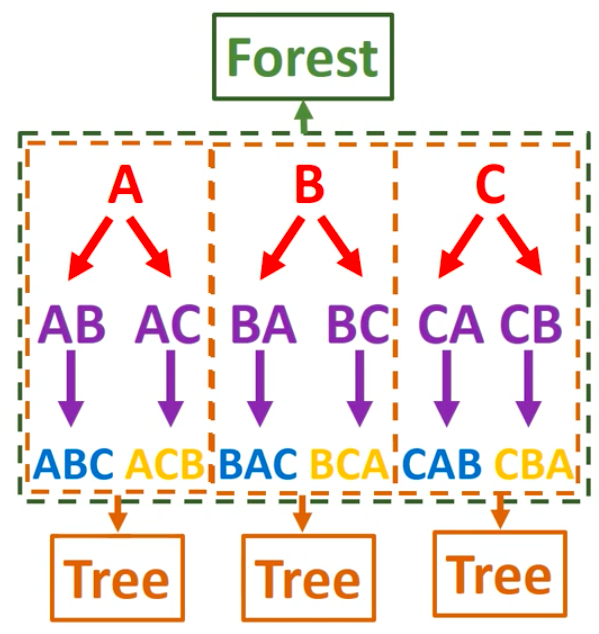 Forest
A B C
AB AC BA BC CA CB
ABC ACB BAC BCA CAB CBA
Tree Tree Tree